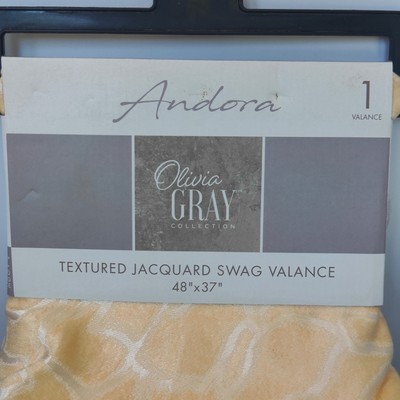 Andora
1
VALANCE
Olivia
GRAY
COLLECTION
TEXTURED JACQUARD SWAG VALANCE
48"x37"